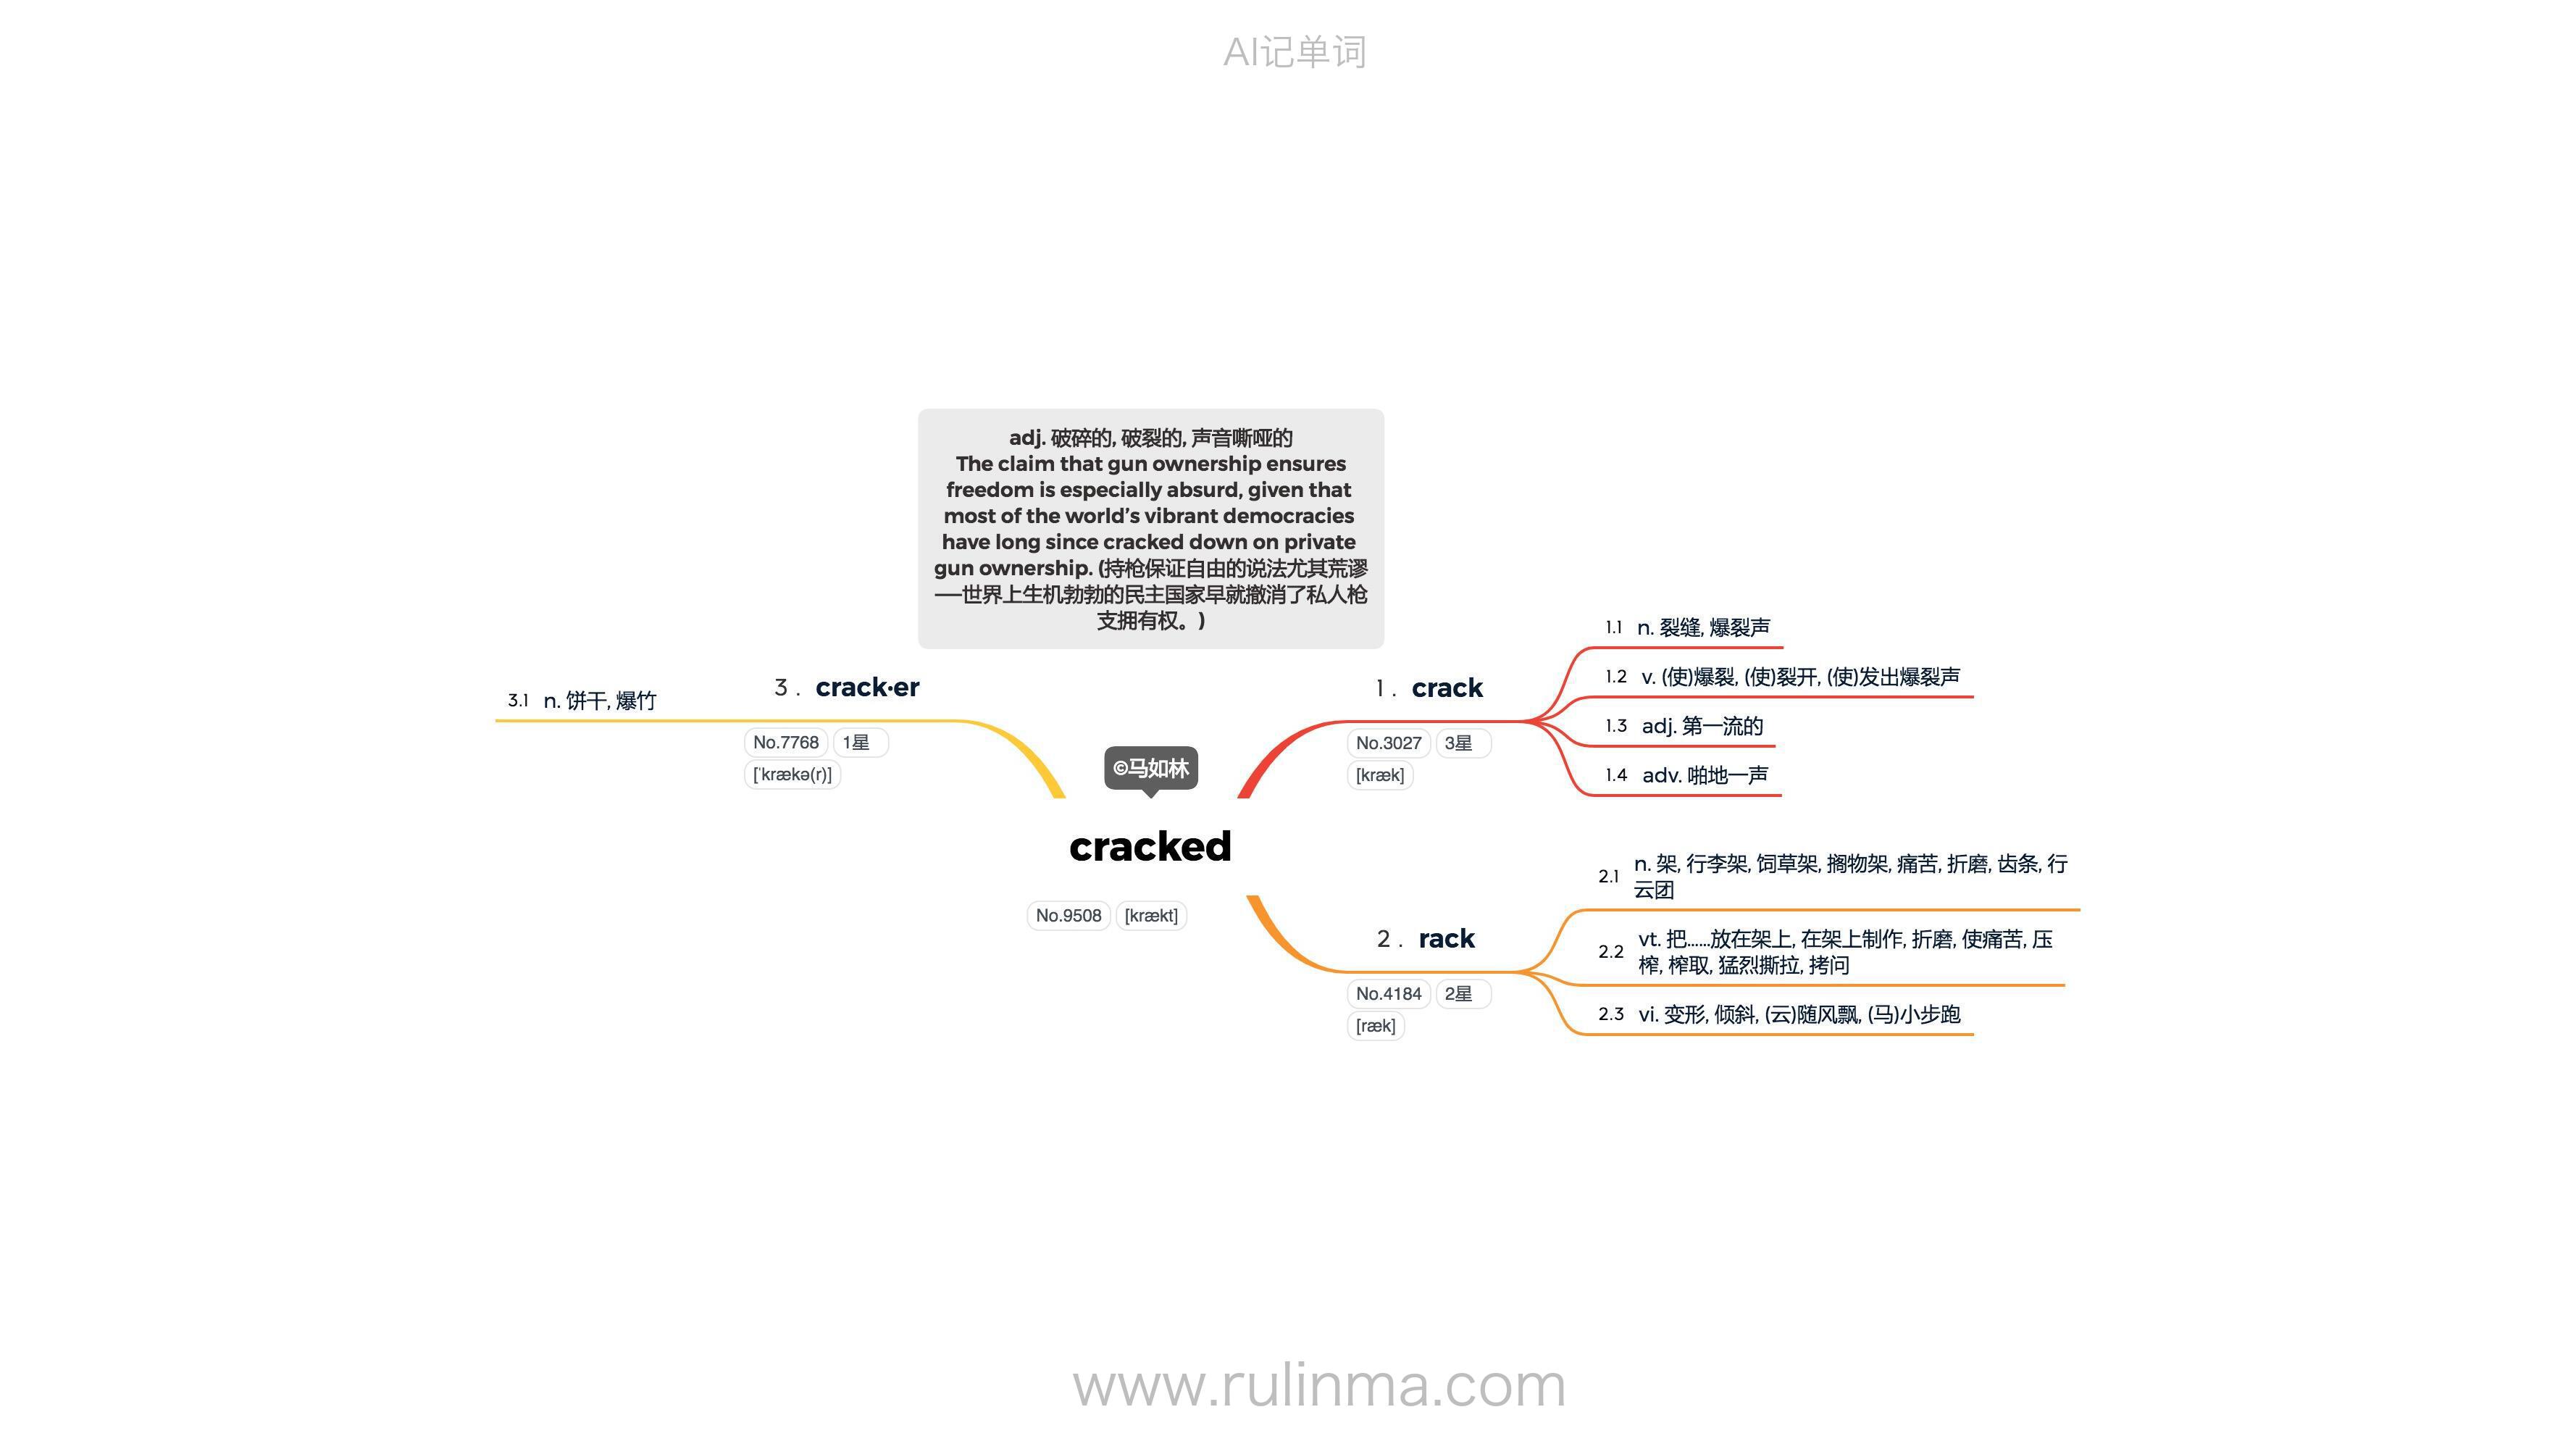 AI记单词
adj. 破碎的, 破裂的, 声音嘶哑的
The claim that gun ownership ensures
freedom is especially absurd, given that
most of the world’s vibrant democracies
have long since cracked down on private
gun ownership. (持枪保证自由的说法尤其荒谬
──世界上生机勃勃的民主国家早就撤消了私人枪
支拥有权。)
©马如林
cracked
No.9508 [krækt]
1. crack
No.3027 3星
[kræk]
1.1 n. 裂缝, 爆裂声
1.2 v. (使)爆裂, (使)裂开, (使)发出爆裂声
1.3 adj. 第一流的
1.4 adv. 啪地一声
2. rack
No.4184 2星
[ræk]
2.1 n. 架, 行李架, 饲草架, 搁物架, 痛苦, 折磨, 齿条, 行
云团
2.2 vt. 把......放在架上, 在架上制作, 折磨, 使痛苦, 压
榨, 榨取, 猛烈撕拉, 拷问
2.3 vi. 变形, 倾斜, (云)随风飘, (马)小步跑
3. crack·er
No.7768 1星
[ˈkrækə(r)]
3.1 n. 饼干, 爆竹
www.rulinma.com